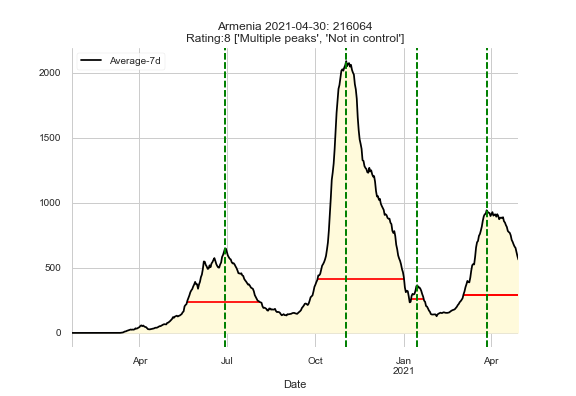 Armenia 2021-04-30: 216064
Rating:8 ['Multiple peaks', 'Not in control']
Average-7d
2000
1500
1000
500
0
Apr
Jul
Oct
Jan
2021
Apr
Date